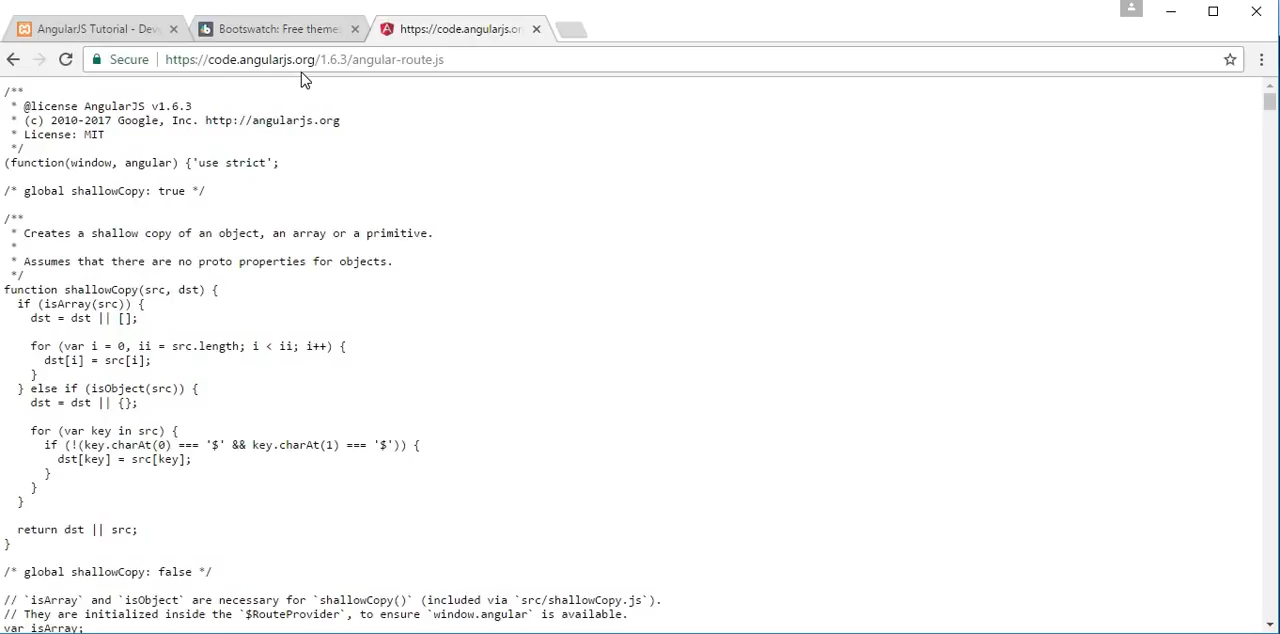 AngularJS Tutorial - Dev
Bootswatch: Free theme
https://code.angularjs.or
Secure
https://code.angularjs.org/1.6.3/angular-route.js
/**
* @license AngularJS v1.6.3
* (c) 2010-2017 Google, Inc. http://angularjs.org
* License: MIT
*/
(function(window, angular) {'use strict';
/* global shallowCopy: true */
/**
* Creates a shallow copy of an object, an array or a primitive.
*
* Assumes that there are no proto properties for objects.
*/
function shallowCopy(src, dst) {
if (isArray(src)) {
dst = dst || [];
for (var i = 0, ii = src.length; i < ii; i++) {
dst[i] = src[i];
}
} else if (isObject(src)) {
dst = dst || {};
for (var key in src) {
if (!(key.charAt(0) === '$' && key.charAt(1) === '$')) {
dst[key] = src[key];
}
}
}
return dst || src;
}
/* global shallowCopy: false */
// `isArray` and `isObject` are necessary for `shallowCopy()` (included via `src/shallowCopy.js`).
// They are initialized inside the `$RouteProvider`, to ensure `window.angular` is available.
var isArray;